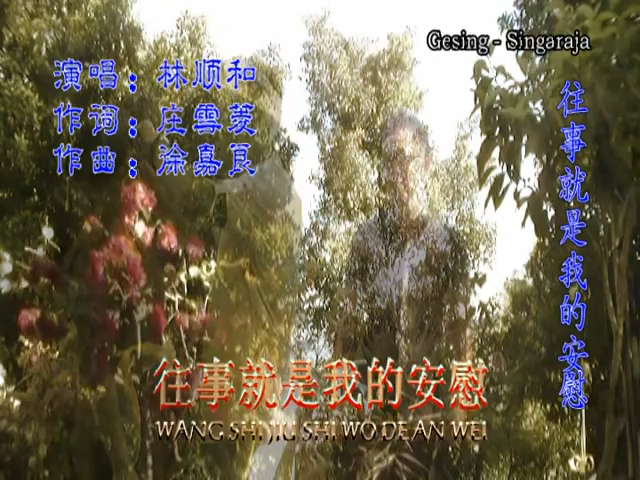 Gesing - Singaraja
演唱：林顺和
作词：庄雪菱
作曲：涂嘉良
往事就是我的安慰
往事就是我的安慰
WANG SHI JIU SHI WO DE AN WEI